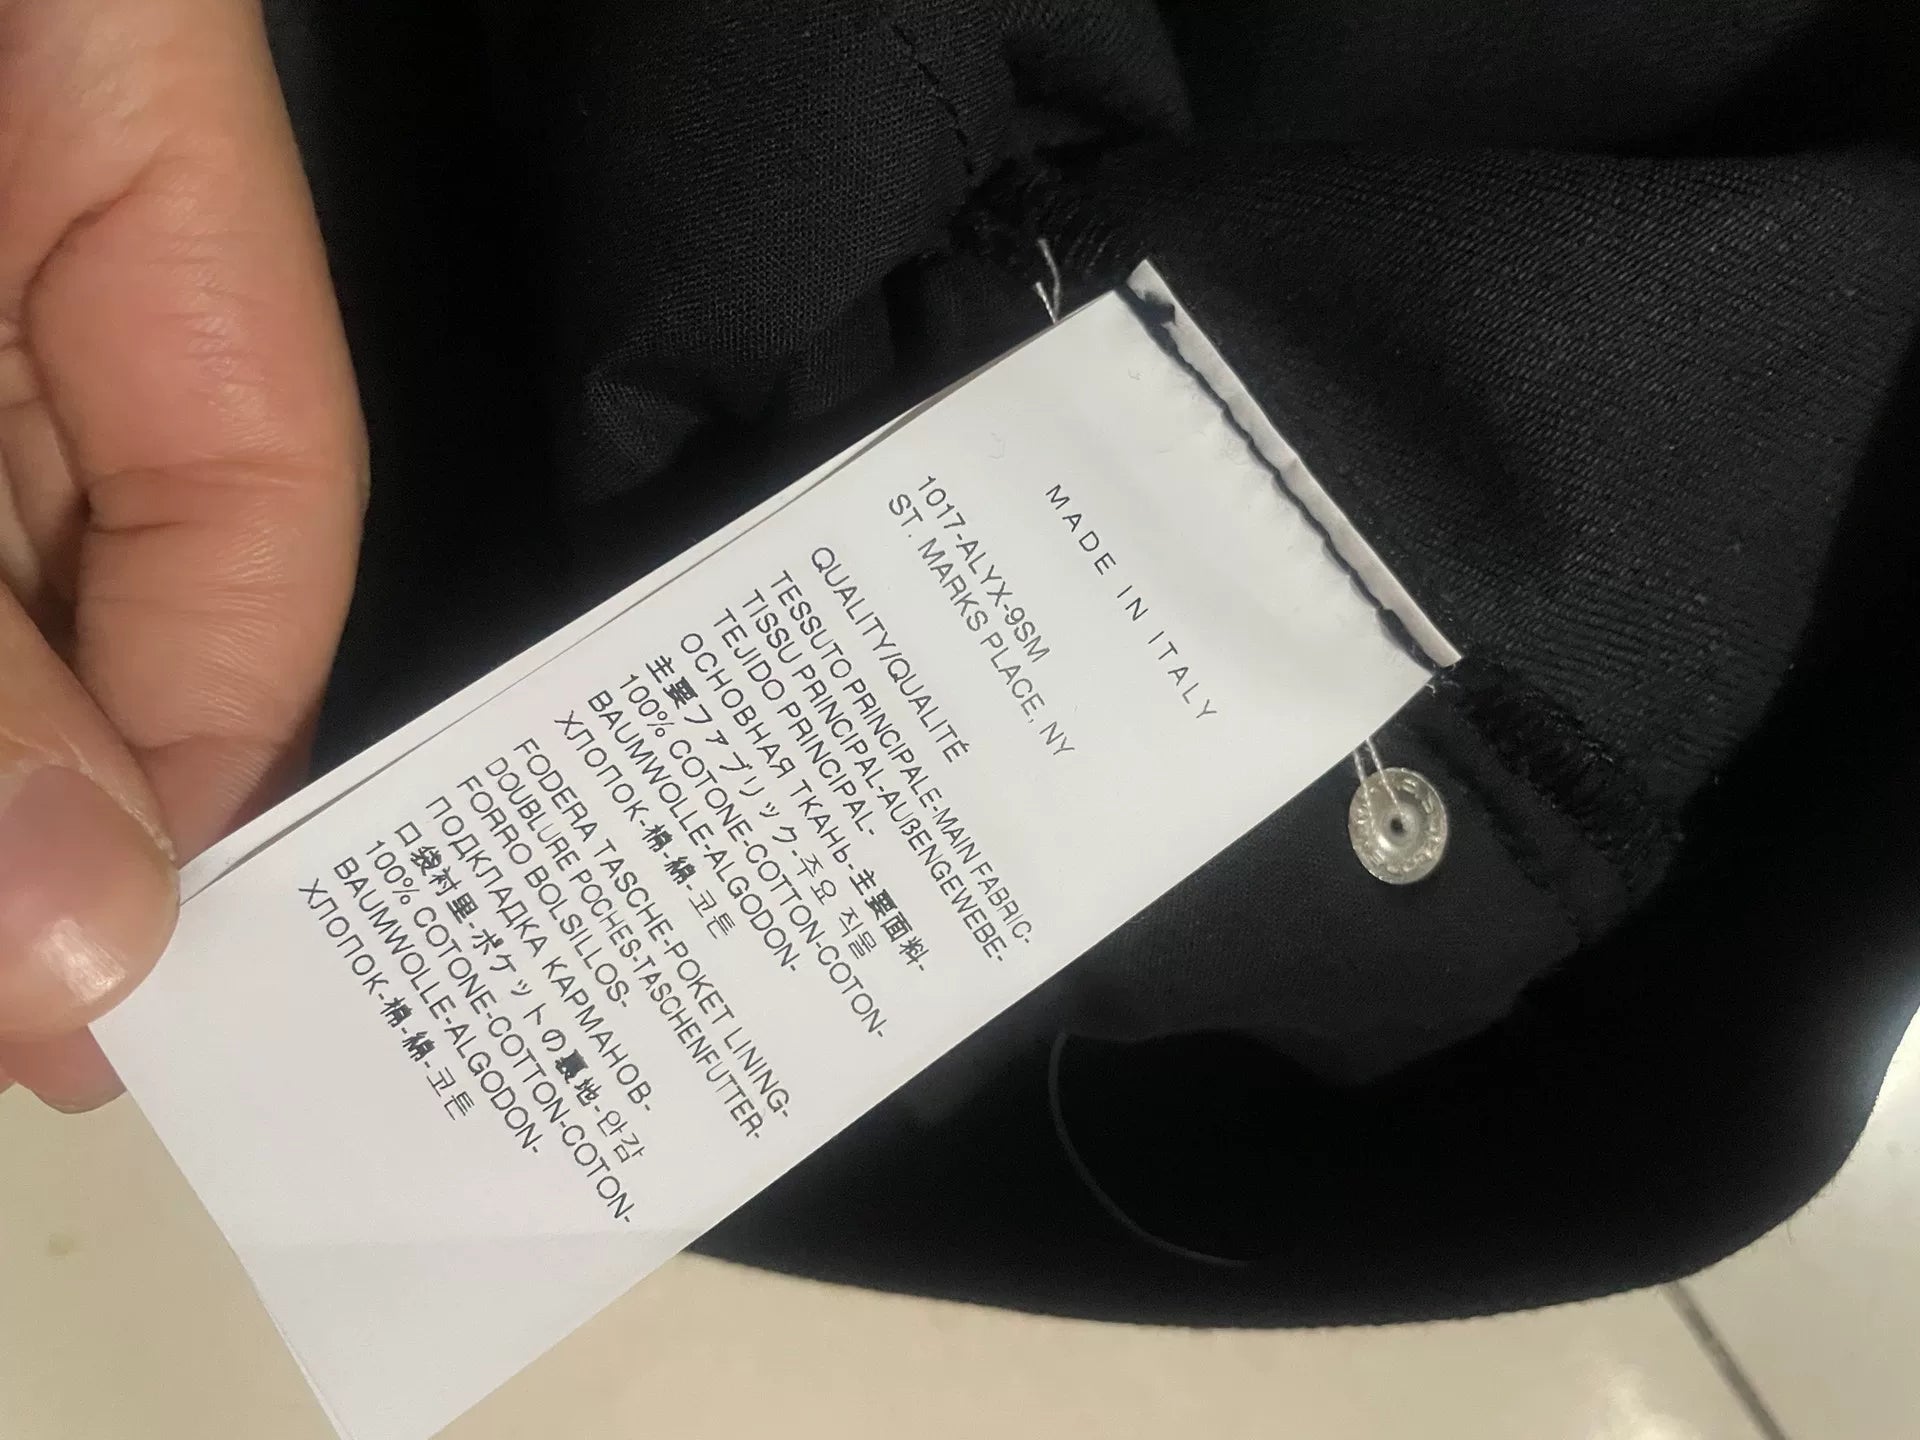 MADE IN ITALY
1017-ALYX-9SM
ST. MARKS PLACE, NY
QUALITY/QUALITÉ
TESSUTO PRINCIPALE-MAIN FABRIC-
TISSU PRINCIPAL-AUßENGEWEBE-
TEJIDO PRINCIPAL-
ОСНОВНАЯ ТКАНЬ-主要面料-
主要ファブリック-주요 직물
100% COTONE-COTTON-COTON-
BAUMWOLLE-ALGODON-
ХЛОПОК-棉-綿-코튼
FODERA TASCHE-POKET LINING-
DOUBLURE POCHES-TASCHENFUTTER-
FORRO BOLSILLOS-
ПОДКЛАДКА КАРМАНОВ-
口袋衬里-ポケットの裏地-안감
100% COTONE-COTTON-COTON-
BAUMWOLLE-ALGODON-
ХЛОПОК-棉-綿-코튼